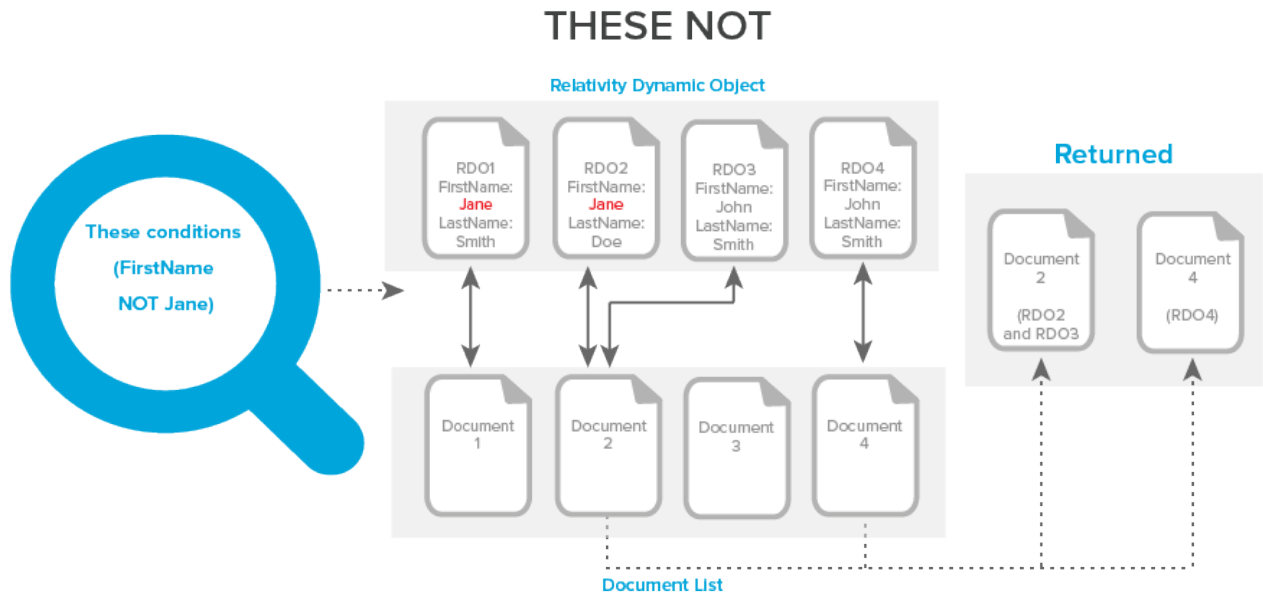 THESE NOT
Relativity Dynamic Object
These conditions
(FirstName
NOT Jane)
RDO1
FirstName:
Jane
LastName:
Smith
RDO2
FirstName:
Jane
LastName:
Doe
RDO3
FirstName:
John
LastName:
Smith
RDO4
FirstName:
John
LastName:
Smith
Returned
Document
2
(RDO2
and RDO3
Document
4
(RDO4)
Document
1
Document
2
Document
3
Document
4
Document List